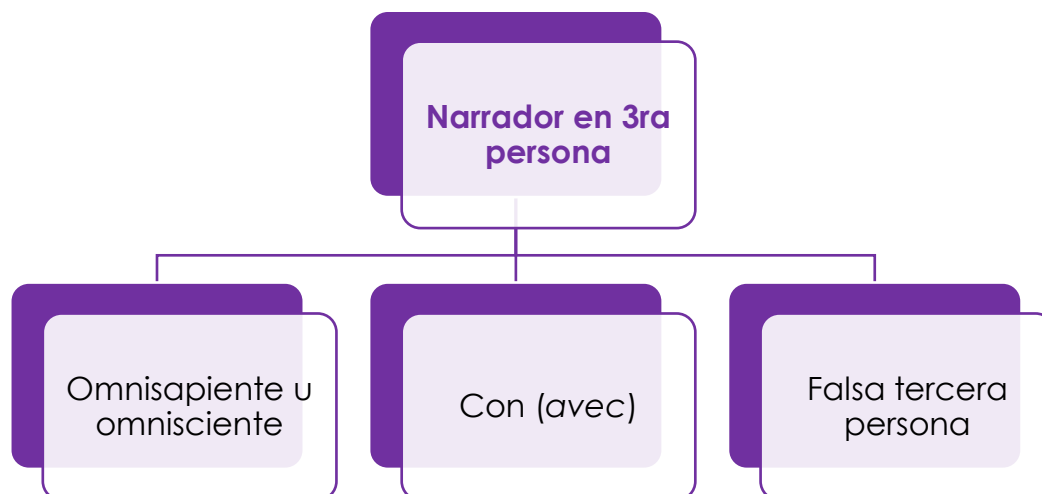 Narrador en 3ra
persona
Omnisapiente u
omnisciente
Con (avec)
Falsa tercera
persona